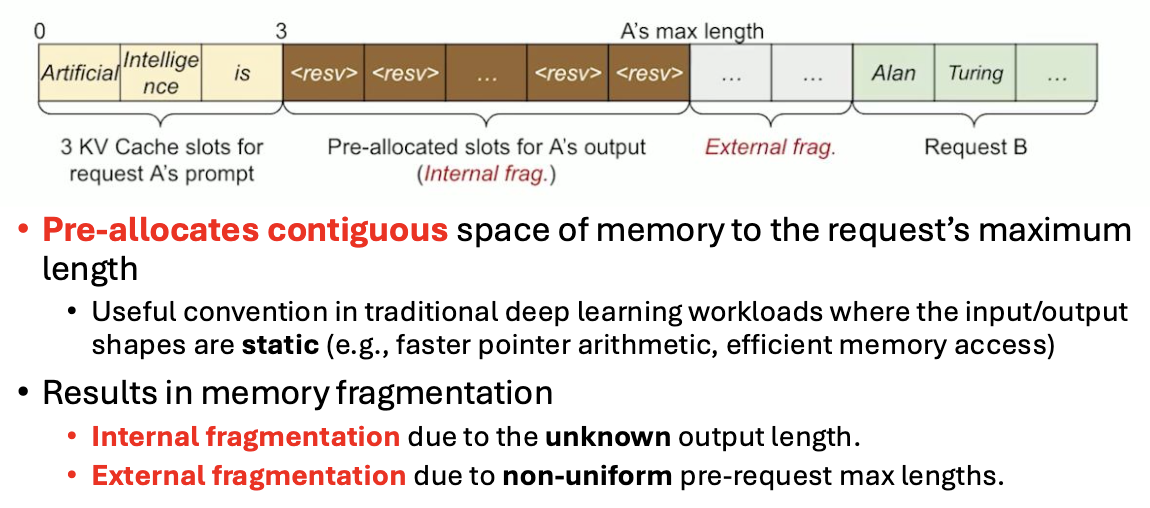 0 3 A's max length
Artificial Intellige nce is <resv> <resv> ... <resv> <resv> ... ... Alan Turing ...
3 KV Cache slots for
request A's prompt
Pre-allocated slots for A's output
(Internal frag.)
External frag.
Request B
• Pre-allocates contiguous space of memory to the request’s maximum
length
• Useful convention in traditional deep learning workloads where the input/output
shapes are static (e.g., faster pointer arithmetic, efficient memory access)
• Results in memory fragmentation
• Internal fragmentation due to the unknown output length.
• External fragmentation due to non-uniform pre-request max lengths.